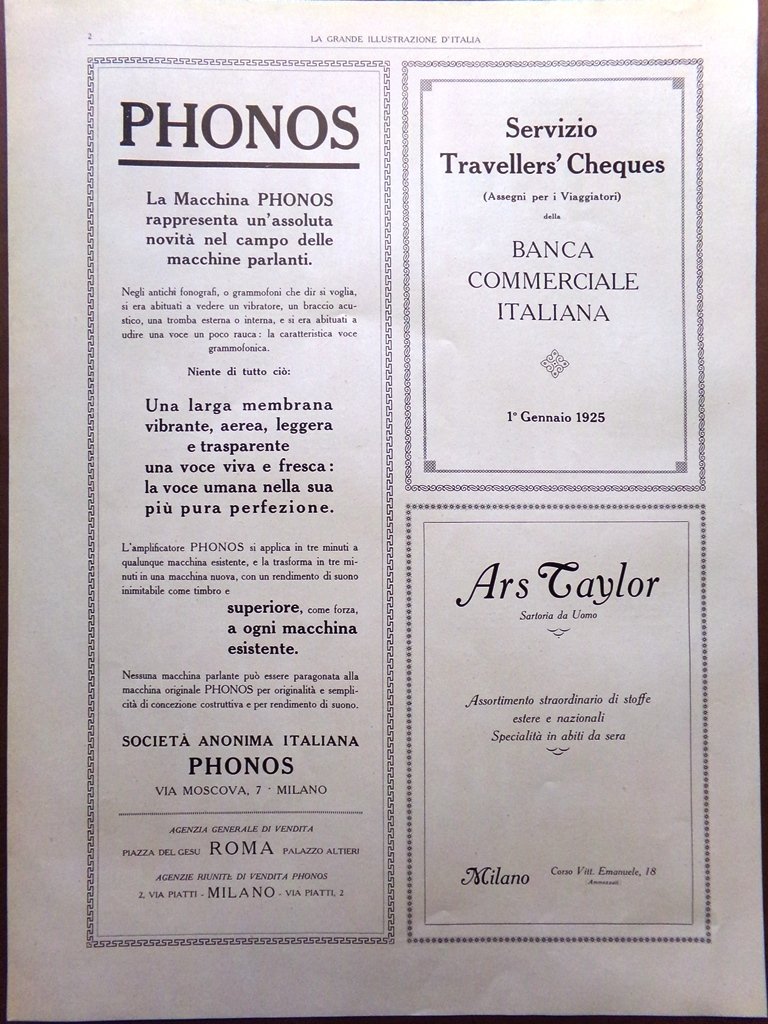 2
LA GRANDE ILLUSTRAZIONE D'ITALIA
PHONOS
La Macchina PHONOS
rappresenta un'assoluta
novità nel campo delle
macchine parlanti.
Negli antichi fonografi, o grammofoni che dir si voglia,
si era abituati a vedere un vibratore, un braccio acu-
stico, una tromba esterna o interna, e si era abituati a
udire una voce un poco rauca: la caratteristica voce
grammofonica.
Niente di tutto ciò:
Una larga membrana
vibrante, aerea, leggera
e trasparente
una voce viva e fresca:
la voce umana nella sua
più pura perfezione.
L'amplificatore PHONOS si applica in tre minuti a
qualunque macchina esistente, e la trasforma in tre mi-
nuti in una macchina nuova, con un rendimento di suono
inimitabile come timbro e
superiore, come forza,
a ogni macchina
esistente.
Nessuna macchina parlante può essere paragonata alla
macchina originale PHONOS per originalità e sempli-
cità di concezione costruttiva e per rendimento di suono.
SOCIETÀ ANONIMA ITALIANA
PHONOS
VIA MOSCOVA, 7 - MILANO
AGENZIA GENERALE DI VENDITA
PIAZZA DEL GESU ROMA PALAZZO ALTIERI
AGENZIE RIUNITE DI VENDITA PHONOS
2, VIA PIATTI - MILANO - VIA PIATTI, 2
Servizio
Travellers' Cheques
(Assegni per i Viaggiatori)
della
BANCA
COMMERCIALE
ITALIANA
1° Gennaio 1925
Ars Taylor
Sartoria da Uomo
Assortimento straordinario di stoffe
estere e nazionali
Specialità in abiti da sera
Milano
Corso Vitt. Emanuele, 18
Ammezzati